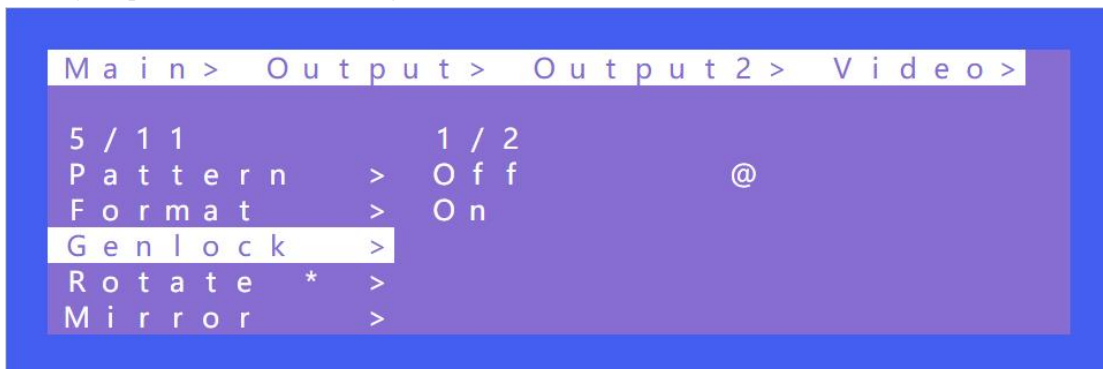 Main> Output> Output2> Video>
5/11 1/2
Pattern > Off @
Format > On
Genlock >
Rotate * >
Mirror >